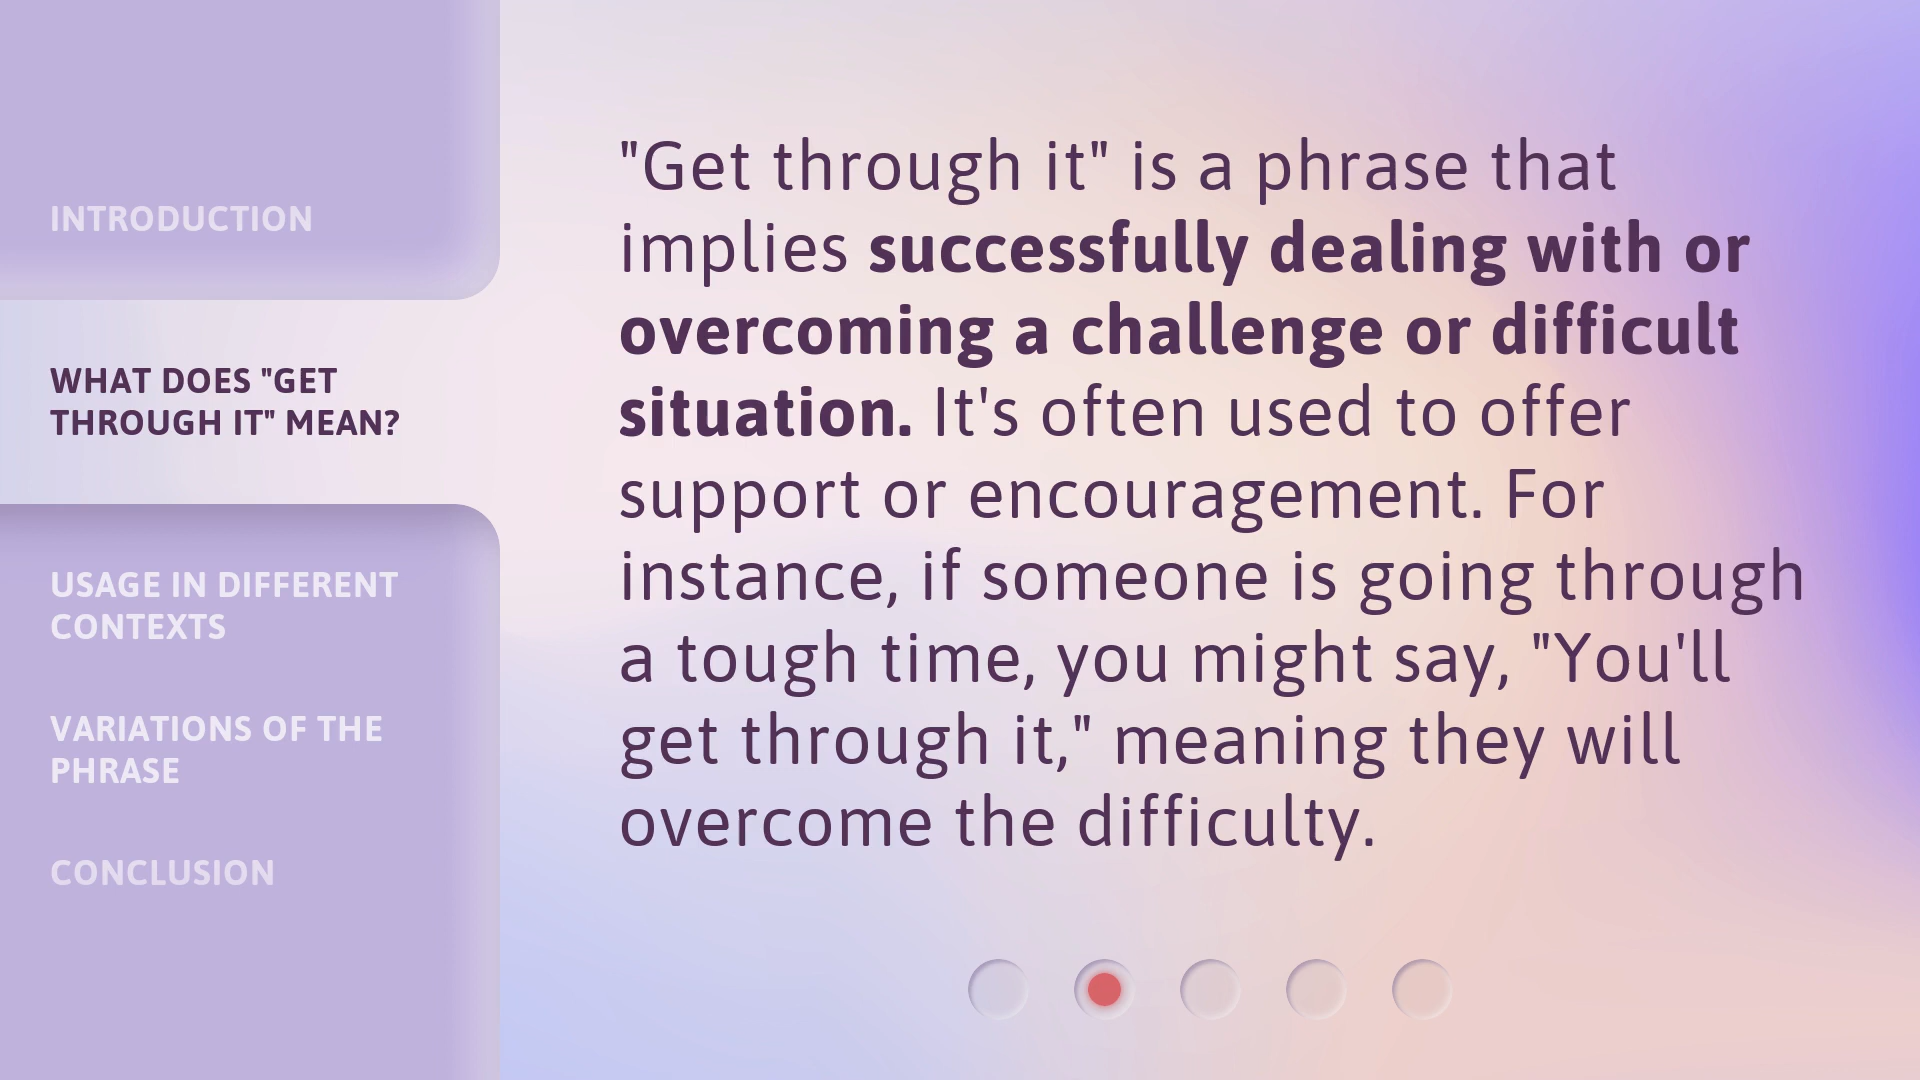 INTRODUCTION
WHAT DOES "GET
THROUGH IT" MEAN?
USAGE IN DIFFERENT
CONTEXTS
VARIATIONS OF THE
PHRASE
CONCLUSION
"Get through it" is a phrase that
implies successfully dealing with or
overcoming a challenge or difficult
situation. It's often used to offer
support or encouragement. For
instance, if someone is going through
a tough time, you might say, "You'll
get through it," meaning they will
overcome the difficulty.